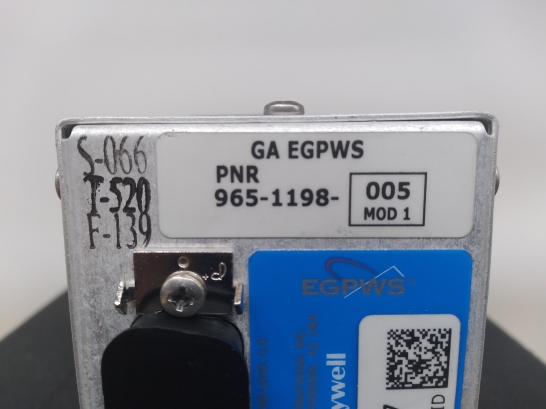 S-066
T-520
F-139
GA EGPWS
PNR
965-1198-
005
MOD 1
EGPWS